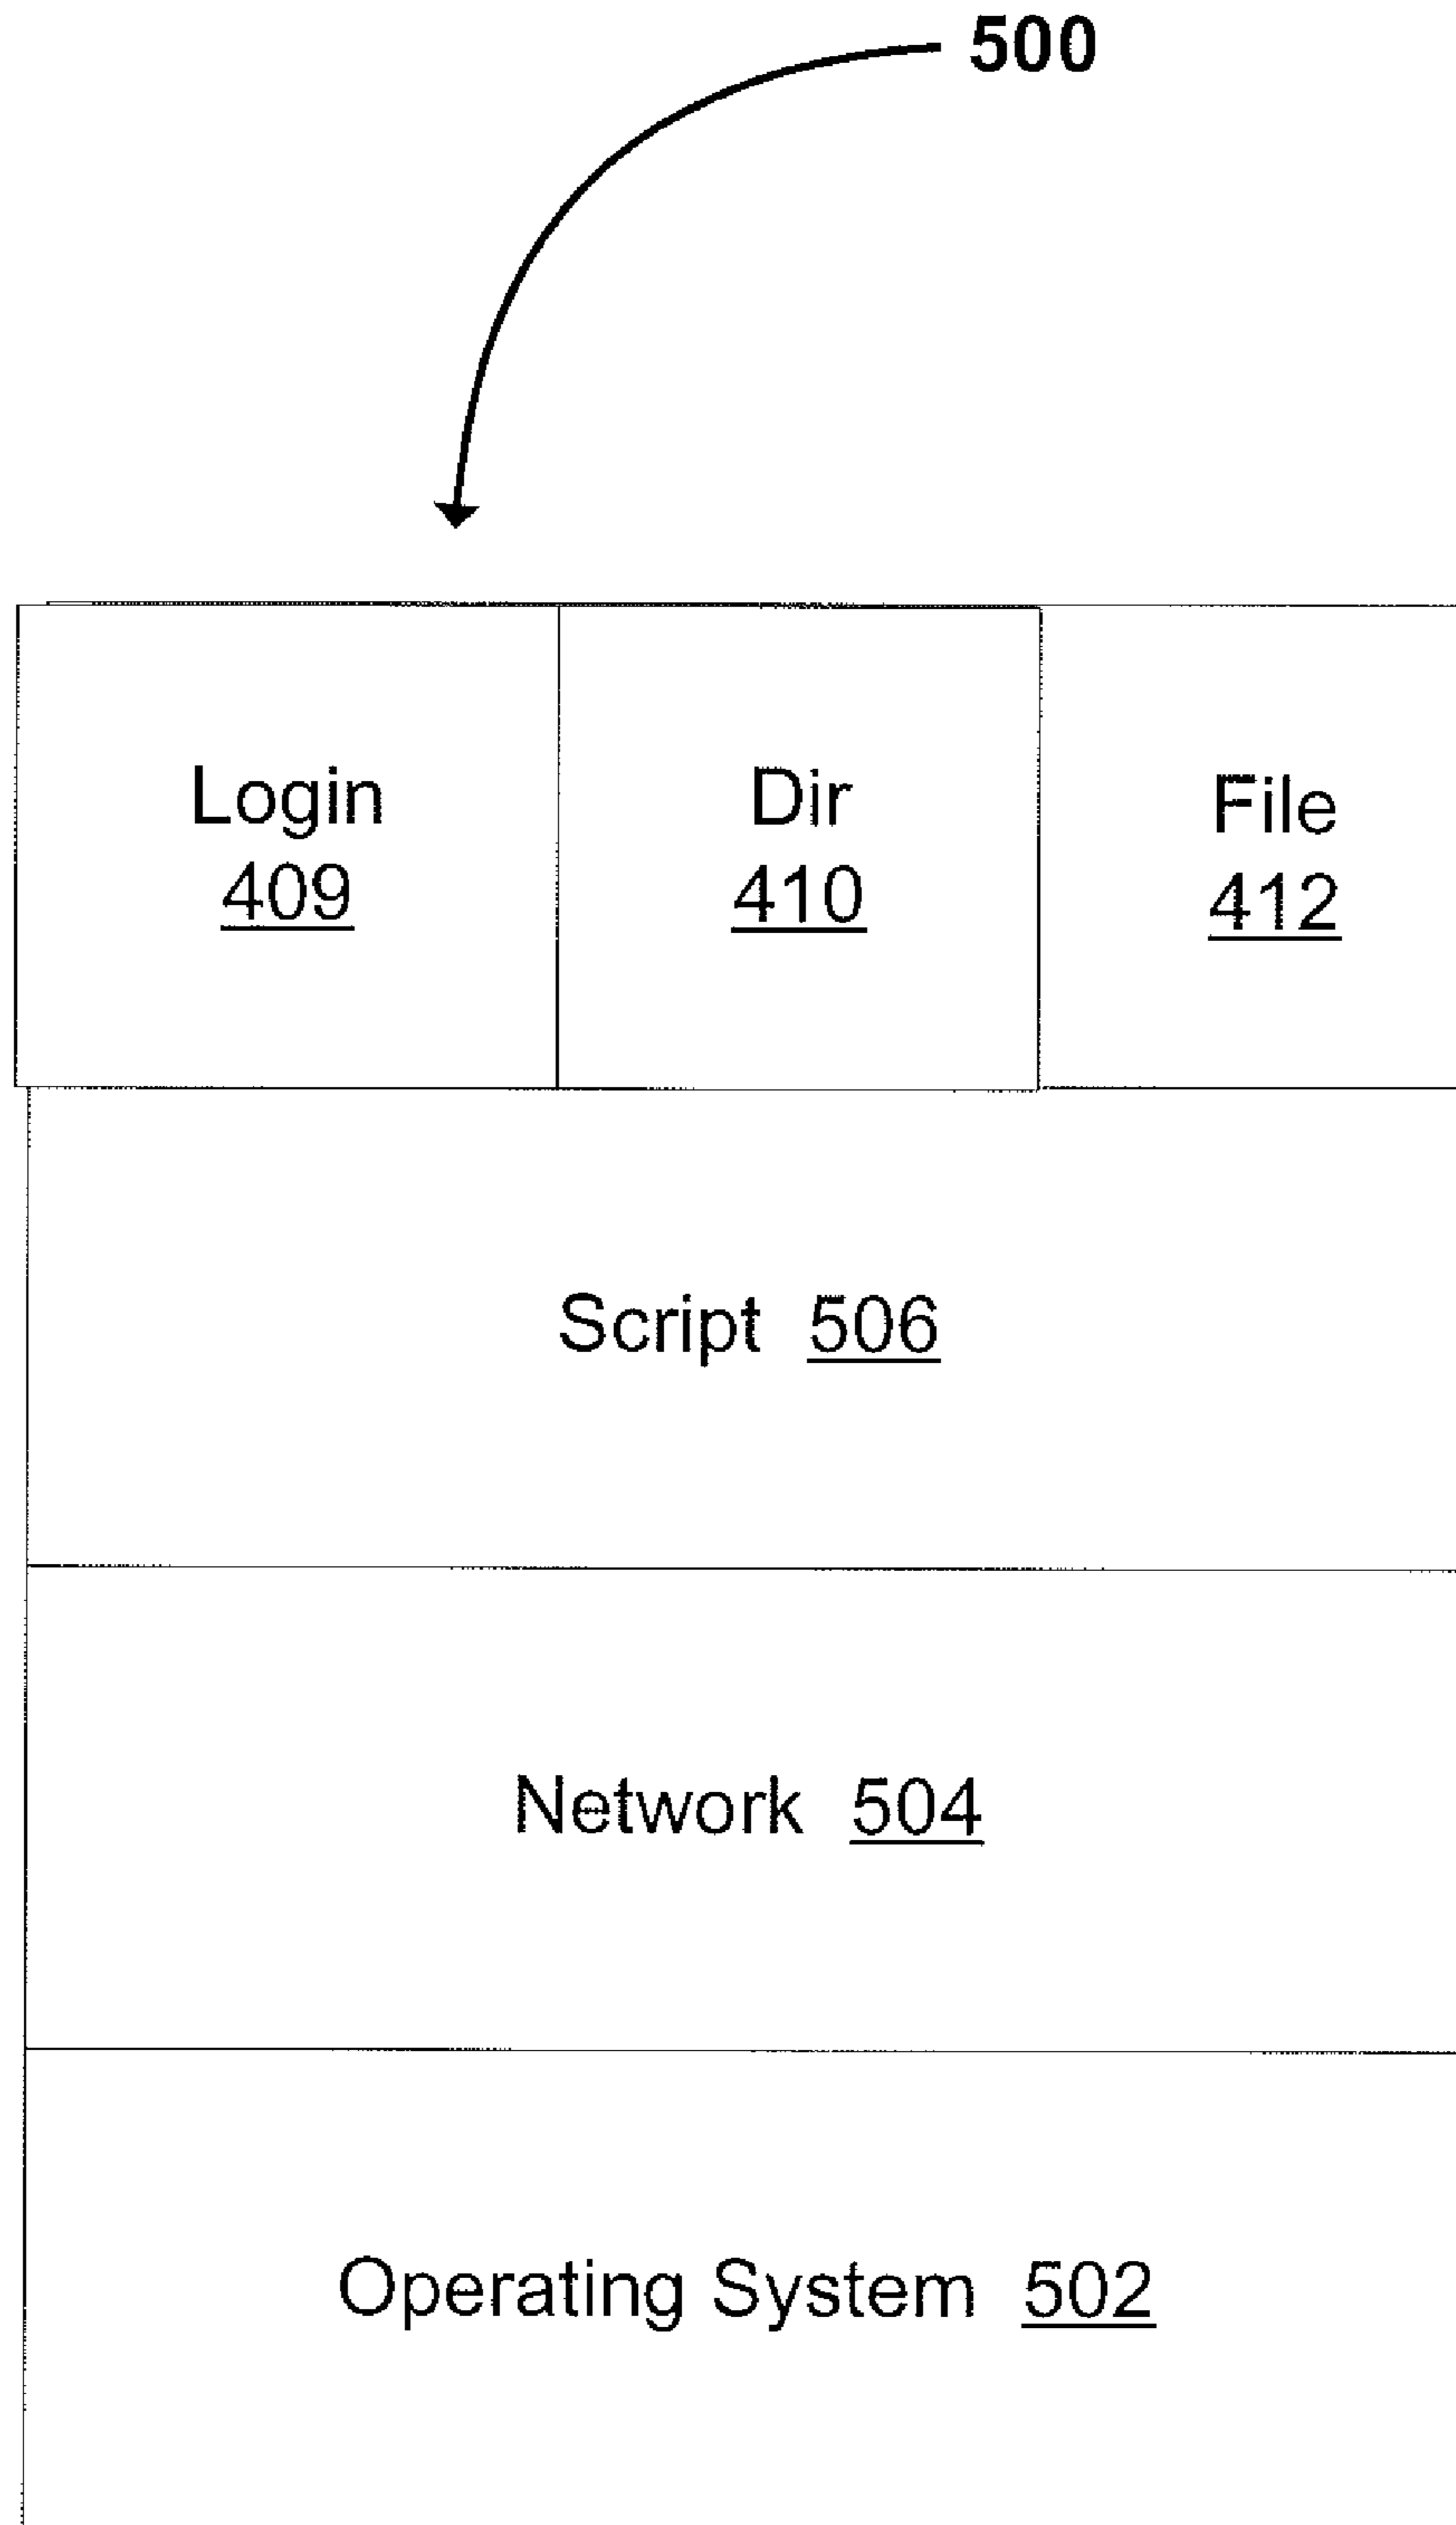 500
Login
409
Dir
410
File
412
Script 506
Network 504
Operating System 502